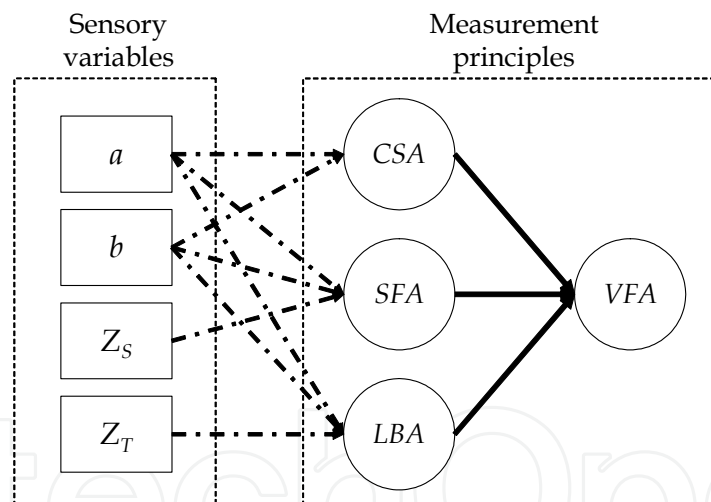 Sensory
variables
Measurement
principles
a
b
Z_S
Z_T
CSA
SFA
LBA
VFA